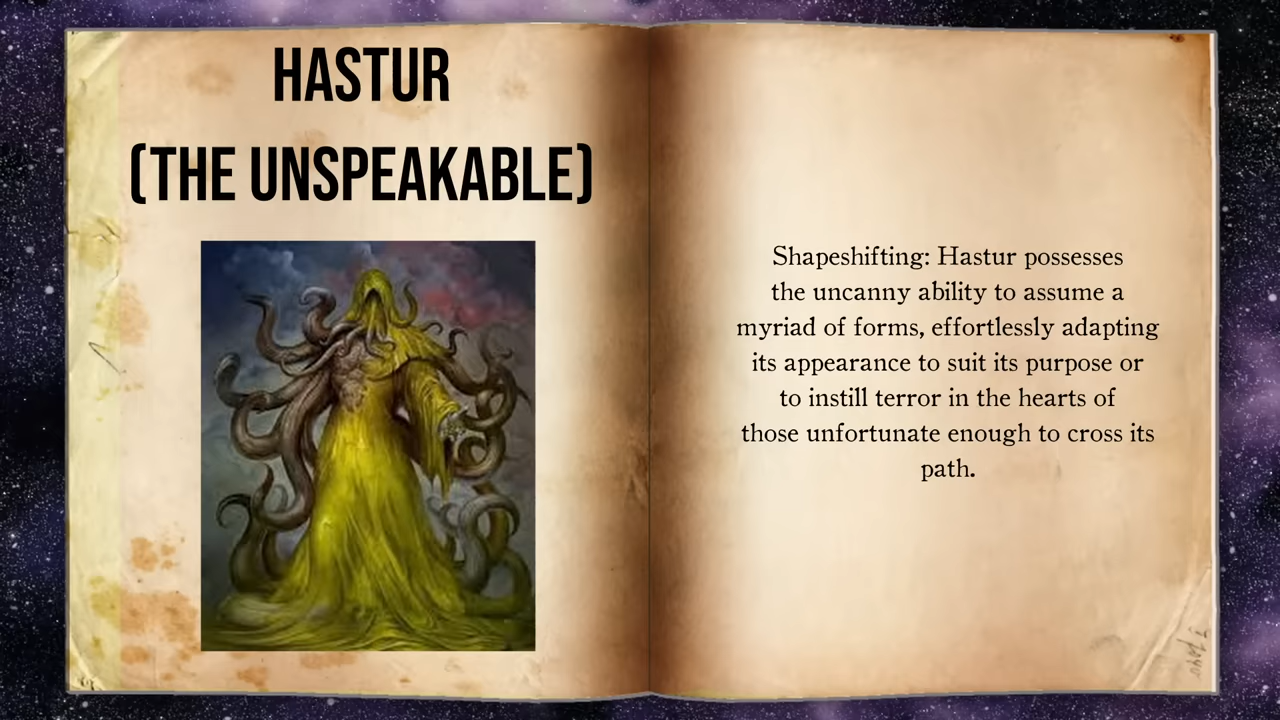 HASTUR
(THE UNSPEAKABLE)
Shapeshifting: Hastur possesses
the uncanny ability to assume a
myriad of forms, effortlessly adapting
its appearance to suit its purpose or
to instill terror in the hearts of
those unfortunate enough to cross its
path.